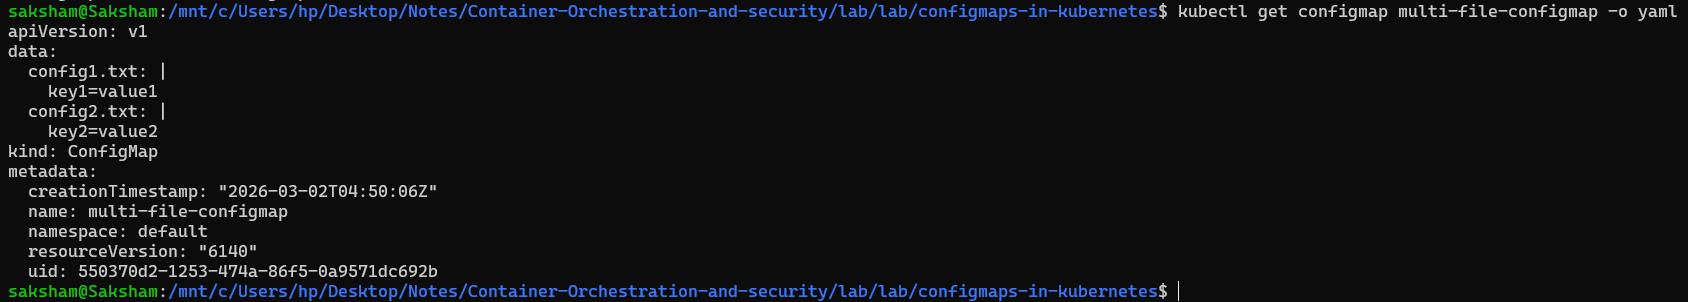 saksham@Saksham:/mnt/c/Users/hp/Desktop/Notes/Container-Orchestration-and-security/lab/lab/configmaps-in-kubernetes$ kubectl get configmap multi-file-configmap -o yaml
apiVersion: v1
data:
  config1.txt: |
    key1=value1
  config2.txt: |
    key2=value2
kind: ConfigMap
metadata:
  creationTimestamp: "2026-03-02T04:50:06Z"
  name: multi-file-configmap
  namespace: default
  resourceVersion: "6140"
  uid: 550370d2-1253-474a-86f5-0a9571dc692b
saksham@Saksham:/mnt/c/Users/hp/Desktop/Notes/Container-Orchestration-and-security/lab/lab/configmaps-in-kubernetes$